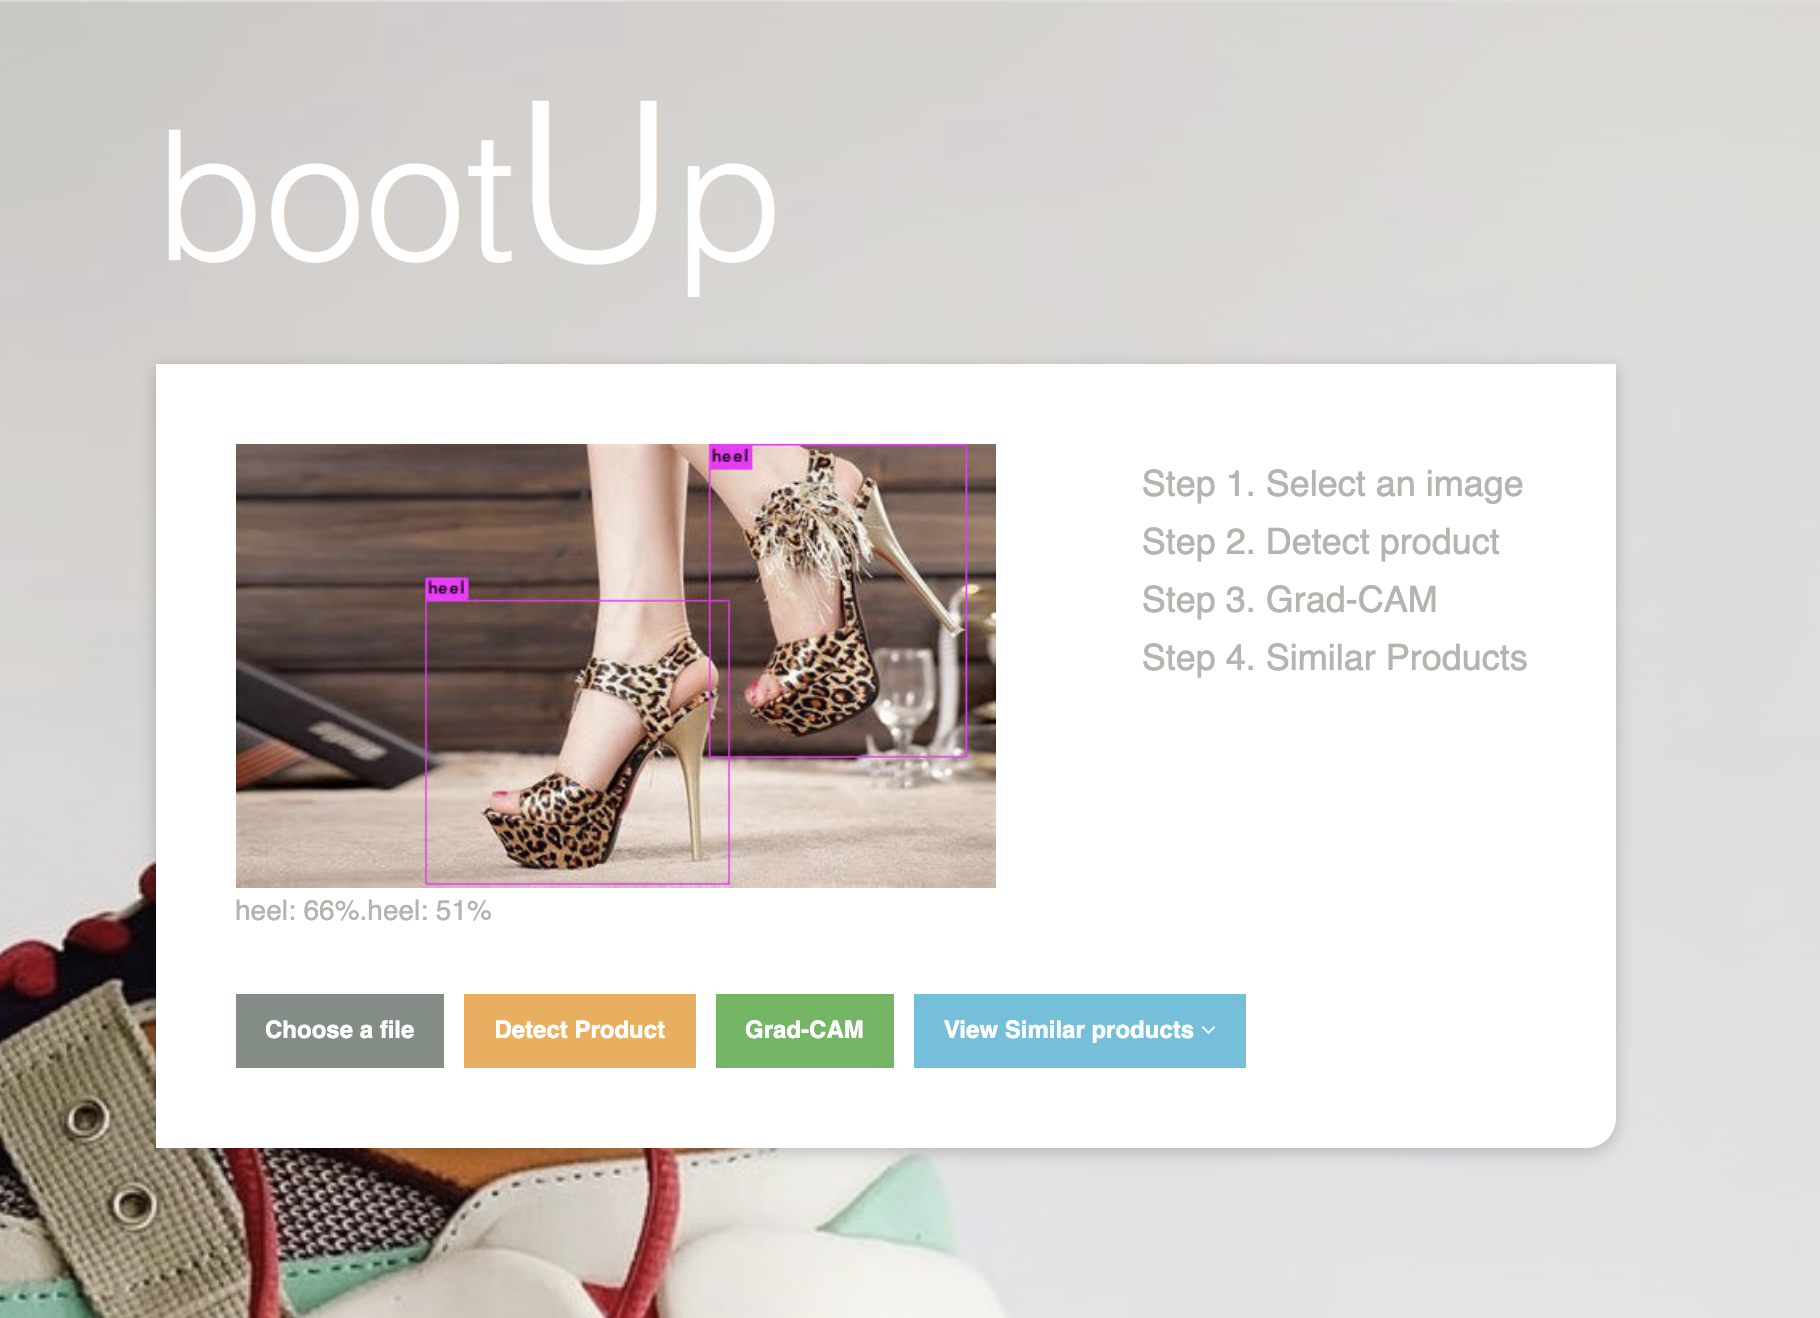 bootUp
heel
heel
Step 1. Select an image
Step 2. Detect product
Step 3. Grad-CAM
Step 4. Similar Products
heel: 66%.heel: 51%
Choose a file
Detect Product
Grad-CAM
View Similar products